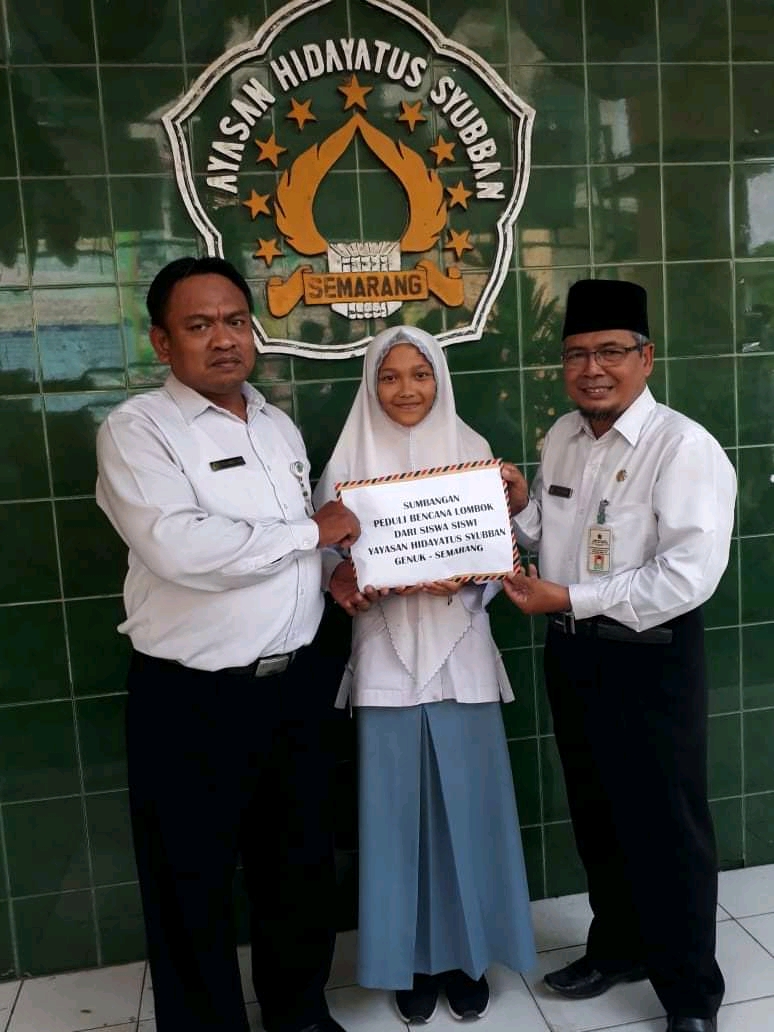 YAYASAN HIDAYATUS SYUBBAN
SEMARANG
SUMBANGAN
PEDULI BENCANA LOMBOK
DARI SISWA SISWI
YAYASAN HIDAYATUS SYUBBAN
GENUK - SEMARANG